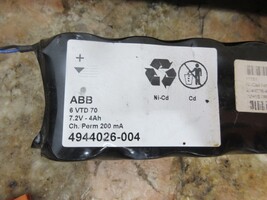 +
ABB
6 VTD 70
7.2V - 4Ah
Ch. Perm 200 mA
4944026-004
Ni-Cd
Cd